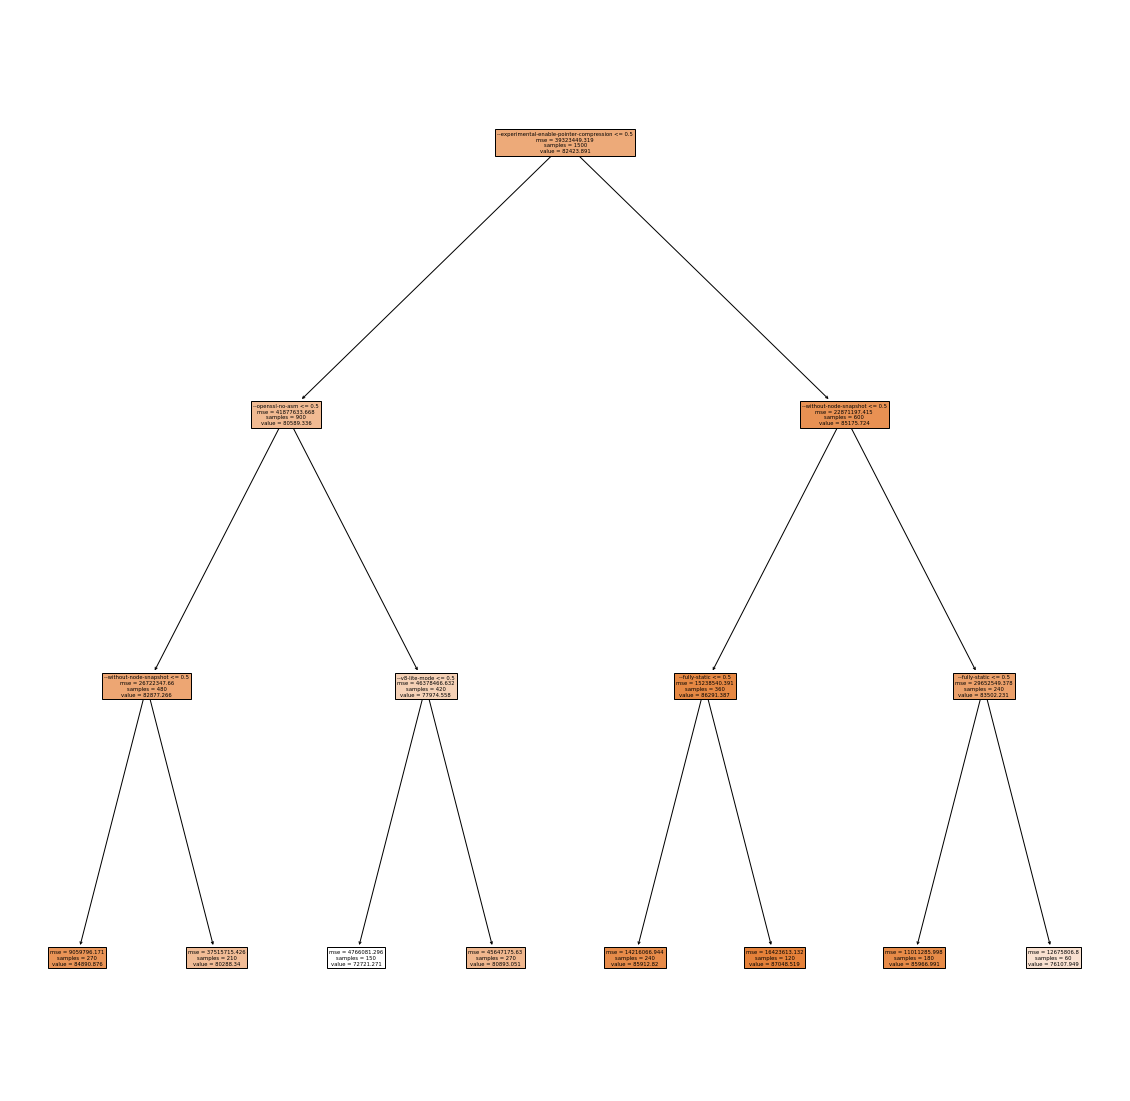 --experimental-enable-pointer-compression <= 0.5
mse = 39323449.319
samples = 1500
value = 82423.891
--openssl-no-asm <= 0.5
mse = 41877633.668
samples = 900
value = 80589.336
--without-node-snapshot <= 0.5
mse = 22871197.415
samples = 600
value = 85175.724
--without-node-snapshot <= 0.5
mse = 26722347.66
samples = 480
value = 82877.266
--v8-lite-mode <= 0.5
mse = 46378466.632
samples = 420
value = 77974.558
--fully-static <= 0.5
mse = 15238540.391
samples = 360
value = 86291.387
--fully-static <= 0.5
mse = 29652549.378
samples = 240
value = 83502.231
mse = 9059796.171
samples = 270
value = 84890.876
mse = 37515715.426
samples = 210
value = 80288.34
mse = 4766081.296
samples = 150
value = 72721.271
mse = 45647175.63
samples = 270
value = 80893.051
mse = 14216066.944
samples = 240
value = 85912.82
mse = 16423613.132
samples = 120
value = 87048.519
mse = 11011285.998
samples = 180
value = 85966.991
mse = 12675806.8
samples = 60
value = 76107.949